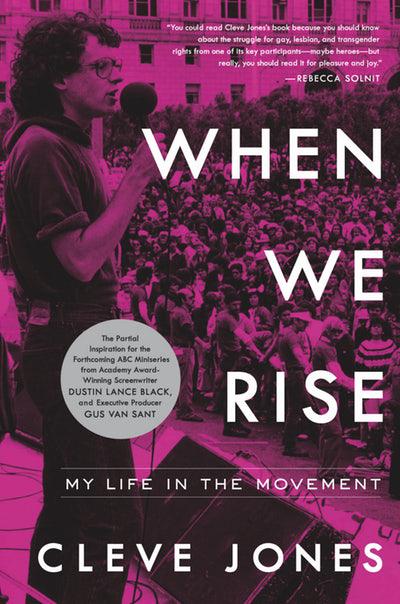 "You could read Cleve Jones's book because you should know
about the struggle for gay, lesbian, and transgender
rights from one of its key participants—maybe heroes—but
really, you should read it for pleasure and joy."
—REBECCA SOLNIT
WHEN
WE
RISE
The Partial
Inspiration for the
Forthcoming ABC Miniseries
from Academy Award-
Winning Screenwriter
DUSTIN LANCE BLACK,
and Executive Producer
GUS VAN SANT
MY LIFE IN THE MOVEMENT
CLEVE JONES